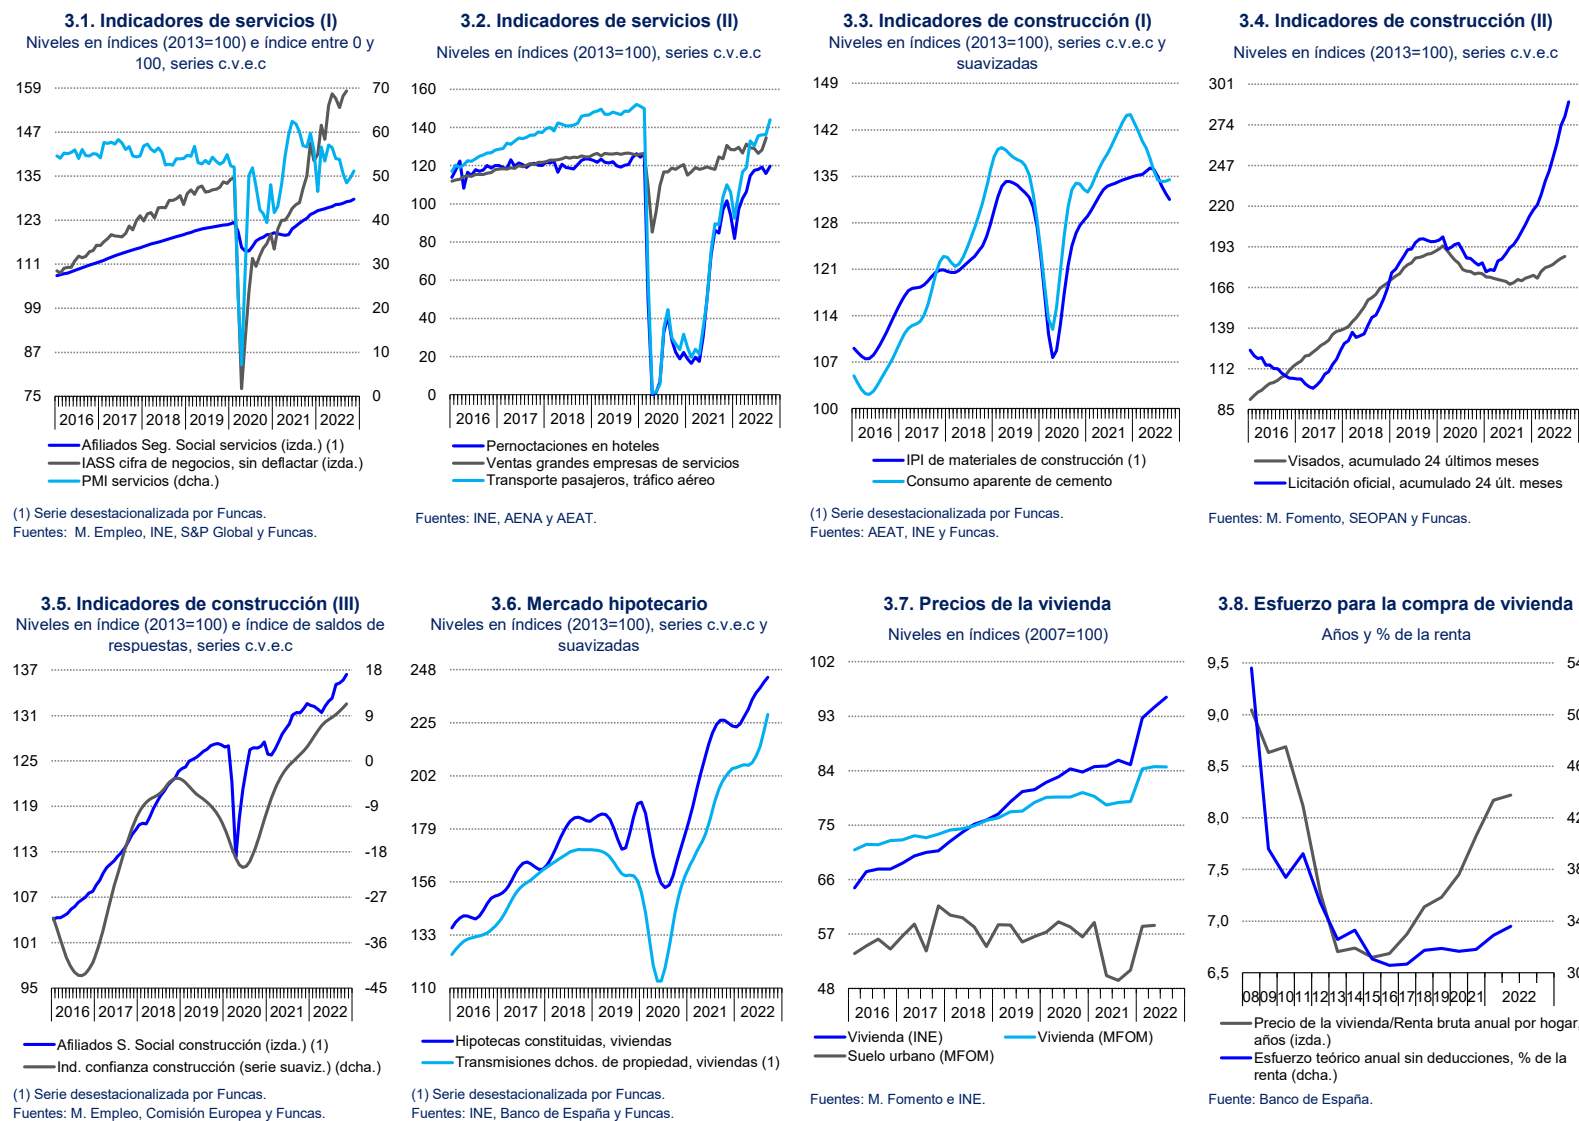 3.1. Indicadores de servicios (I)
Niveles en índices (2013=100) e índice entre 0 y
100, series c.v.e.c
159
147
135
123
111
99
87
75
70
60
50
40
30
20
10
0
2016 2017 2018 2019 2020 2021 2022
Afiliados Seg. Social servicios (izda.) (1)
IASS cifra de negocios, sin deflactar (izda.)
PMI servicios (dcha.)
(1) Serie desestacionalizada por Funcas.
Fuentes: M. Empleo, INE, S&P Global y Funcas.
3.2. Indicadores de servicios (II)
Niveles en índices (2013=100), series c.v.e.c
160
140
120
100
80
60
40
20
0
2016 2017 2018 2019 2020 2021 2022
Pernoctaciones en hoteles
Ventas grandes empresas de servicios
Transporte pasajeros, tráfico aéreo
Fuentes: INE, AENA y AEAT.
3.3. Indicadores de construcción (I)
Niveles en índices (2013=100), series c.v.e.c y
suavizadas
149
142
135
128
121
114
107
100
2016 2017 2018 2019 2020 2021 2022
IPI de materiales de construcción (1)
Consumo aparente de cemento
(1) Serie desestacionalizada por Funcas.
Fuentes: AEAT, INE y Funcas.
3.4. Indicadores de construcción (II)
Niveles en índices (2013=100), series c.v.e.c
301
274
247
220
193
166
139
112
85
2016 2017 2018 2019 2020 2021 2022
Visados, acumulado 24 últimos meses
Licitación oficial, acumulado 24 últ. meses
Fuentes: M. Fomento, SEOPAN y Funcas.
3.5. Indicadores de construcción (III)
Niveles en índice (2013=100) e índice de saldos de
respuestas, series c.v.e.c
137
131
125
119
113
107
101
95
18
9
0
-9
-18
-27
-36
-45
2016 2017 2018 2019 2020 2021 2022
Afiliados S. Social construcción (izda.) (1)
Ind. confianza construcción (serie suaviz.) (dcha.)
(1) Serie desestacionalizada por Funcas.
Fuentes: M. Empleo, Comisión Europea y Funcas.
3.6. Mercado hipotecario
Niveles en índices (2013=100), series c.v.e.c y
suavizadas
248
225
202
179
156
133
110
2016 2017 2018 2019 2020 2021 2022
Hipotecas constituidas, viviendas
Transmisiones dchos. de propiedad, viviendas (1)
(1) Serie desestacionalizada por Funcas.
Fuentes: INE, Banco de España y Funcas.
3.7. Precios de la vivienda
Niveles en índices (2007=100)
102
93
84
75
66
57
48
2016 2017 2018 2019 2020 2021 2022
Vivienda (INE)
Vivienda (MFOM)
Suelo urbano (MFOM)
Fuentes: M. Fomento e INE.
3.8. Esfuerzo para la compra de vivienda
Años y % de la renta
9,5
9,0
8,5
8,0
7,5
7,0
6,5
54
50
46
42
38
34
30
08 09 10 11 12 13 14 15 16 17 18 19 20 21 2022
Precio de la vivienda/Renta bruta anual por hogar,
años (izda.)
Esfuerzo teórico anual sin deducciones, % de la
renta (dcha.)
Fuente: Banco de España.